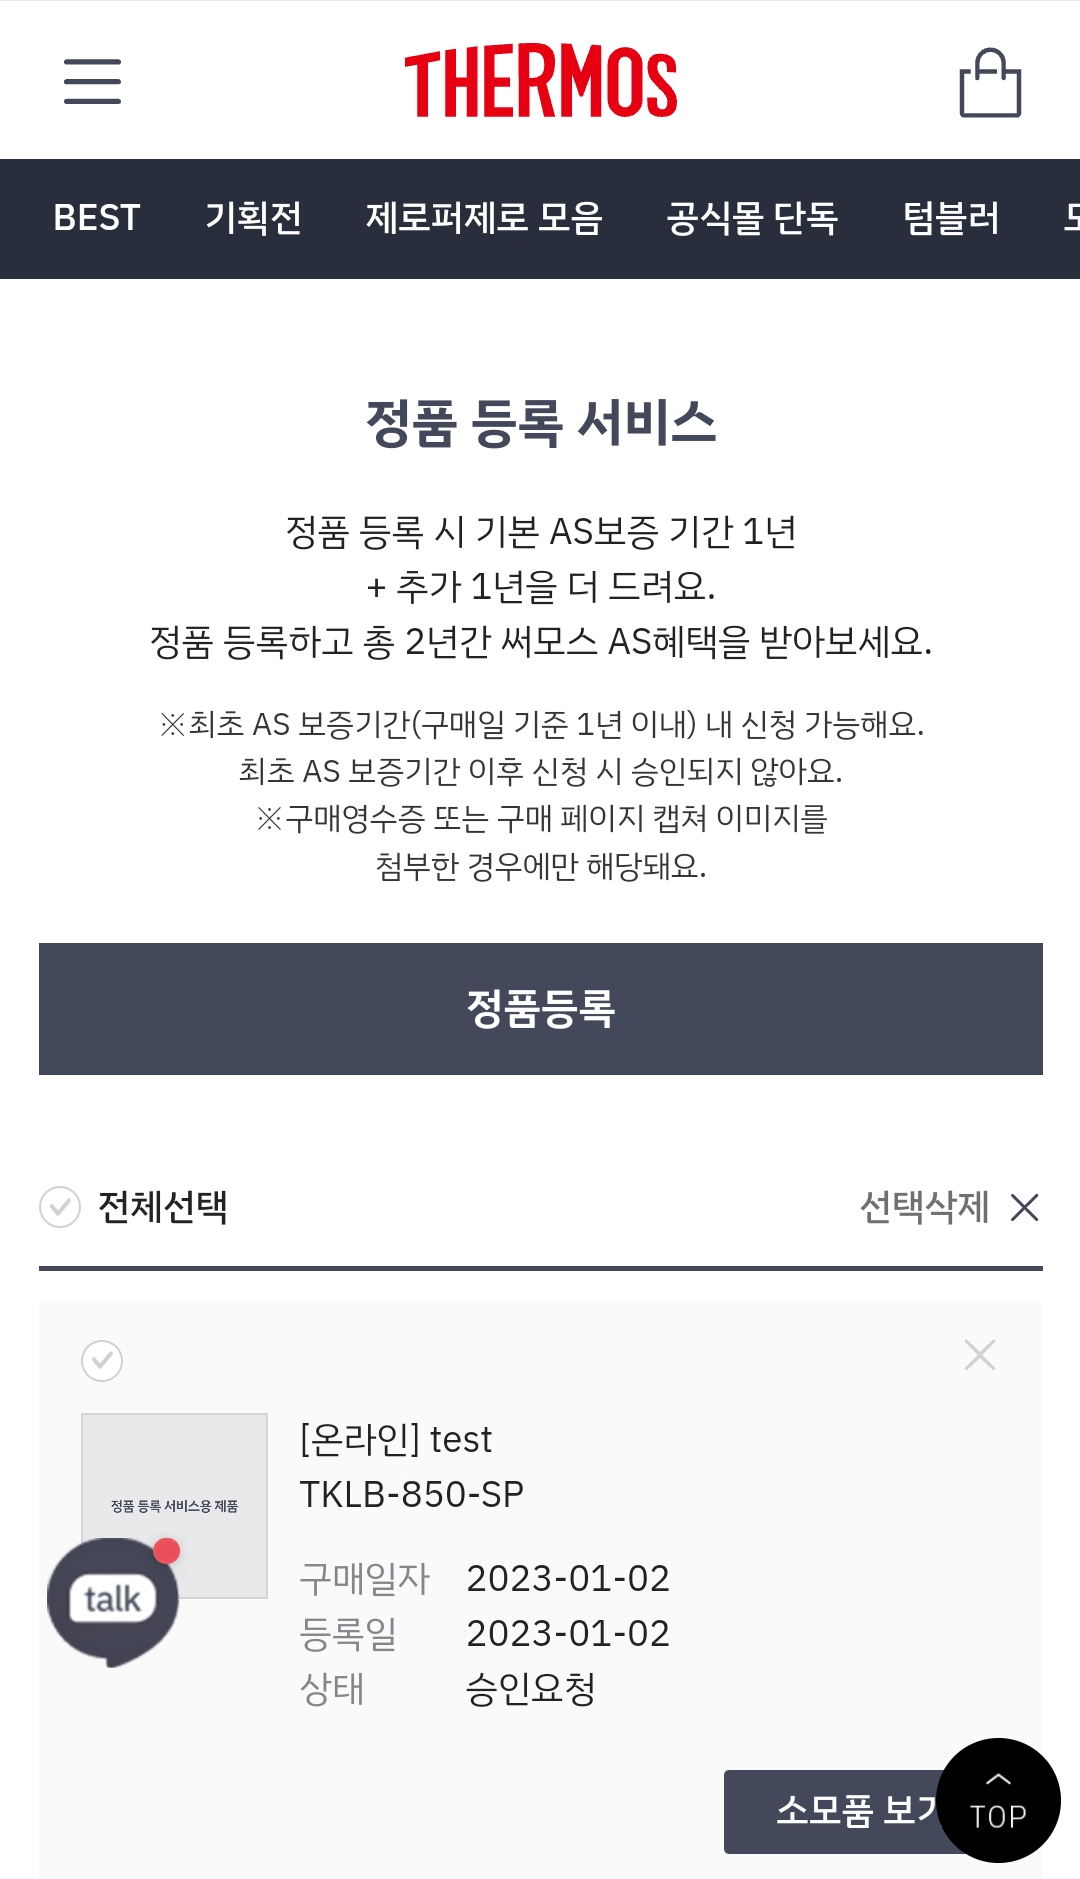 THERMOS
BEST 기획전 제로퍼제로 모음 공식몰 단독 텀블러
정품 등록 서비스
정품 등록 시 기본 AS보증 기간 1년
+ 추가 1년을 더 드려요.
정품 등록하고 총 2년간 써모스 AS혜택을 받아보세요.
※최초 AS 보증기간(구매일 기준 1년 이내) 내 신청 가능해요.
최초 AS 보증기간 이후 신청 시 승인되지 않아요.
※구매영수증 또는 구매 페이지 캡쳐 이미지를
첨부한 경우에만 해당돼요.
정품등록
전체선택 선택삭제
[온라인] test
TKLB-850-SP
정품 등록 서비스용 제품
구매일자 2023-01-02
talk
등록일 2023-01-02
상태 승인요청
소모품 보기
TOP